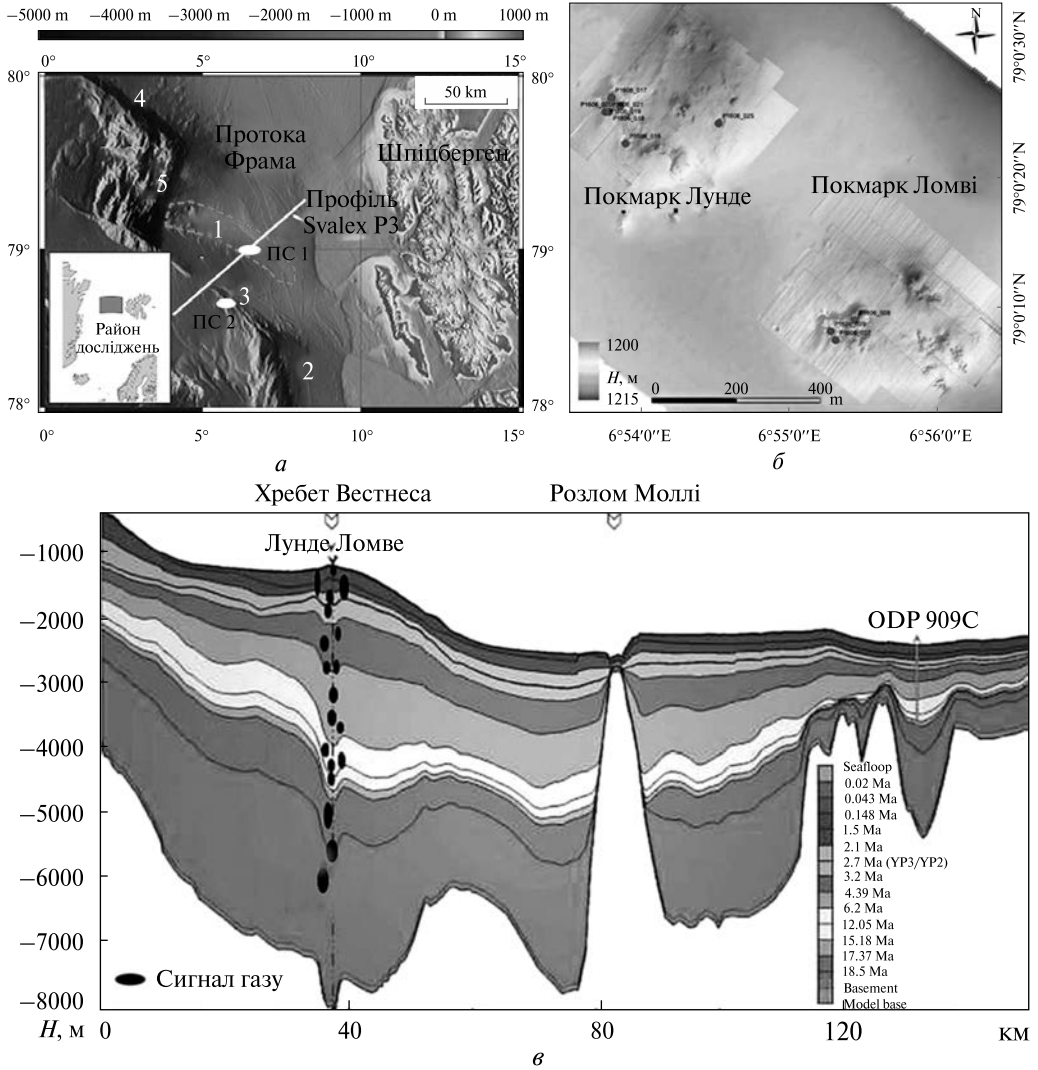 −5000 m −4000 m −3000 m −2000 m −1000 m 0 m 1000 m
0° 5° 10° 15°
80° 80°
50 km
4
Протока
Фрама
Шпіцберген
5
Профіль
Svalex P3
1
79° 79°
ПС 1
3
ПС 2
Район
досліджень
2
78° 78°
0° 5° 10° 15°
а
N
79°0′30″N
P1606_017
P1606_025
79°0′20″N
Покмарк Лунде
Покмарк Ломві
79°0′10″N
1200
H, м
1215
0 200 400
m
6°54′0″E 6°55′0″E 6°56′0″E
б
Хребет Вестнеса
Розлом Моллі
Лунде Ломве
ODP 909C
−1000
−2000
−3000
−4000
−5000
−6000
−7000
−8000
Seafloop
0.02 Ma
0.043 Ma
0.148 Ma
1.5 Ma
2.1 Ma
2.7 Ma (YP3/YP2)
3.2 Ma
4.39 Ma
6.2 Ma
12.05 Ma
15.18 Ma
17.37 Ma
18.5 Ma
Basement
Model base
Сигнал газу
H, м
0 40 80 120 км
в